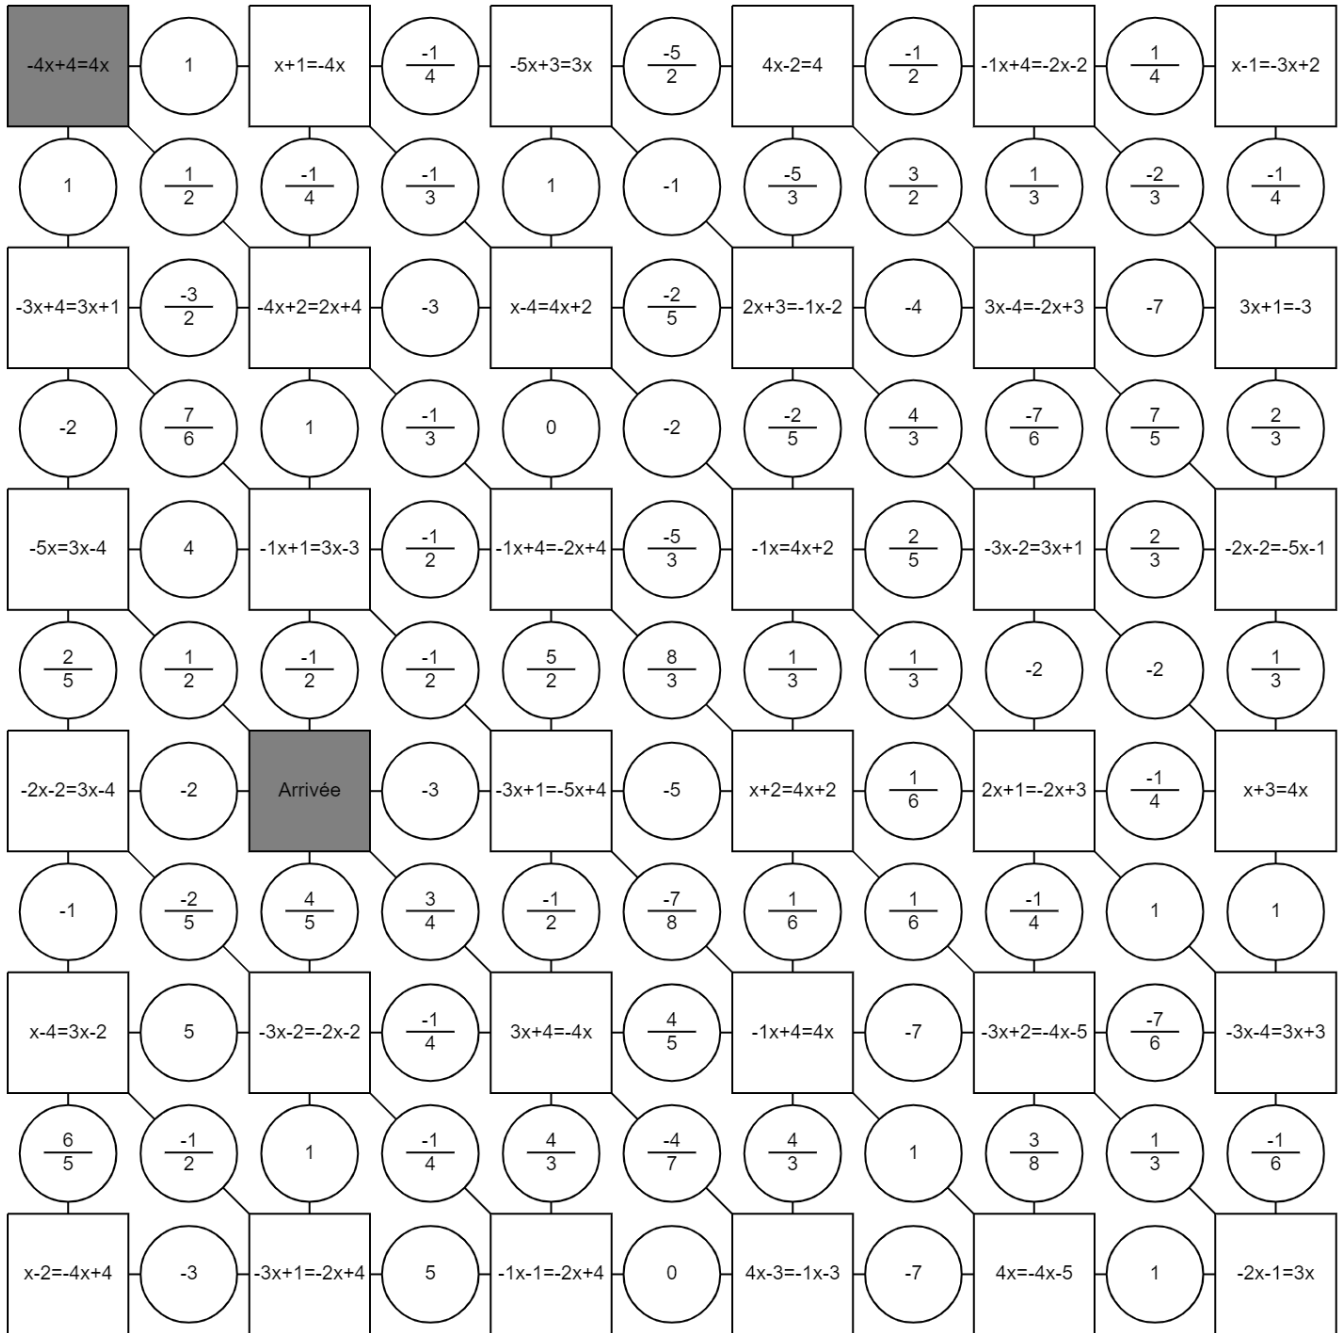 -4x+4=4x 1 x+1=-4x -1/4 -5x+3=3x -5/2 4x-2=4 -1/2 -1x+4=-2x-2 1/4 x-1=-3x+2
1 1/2 -1/4 -1/3 1 -1 -5/3 3/2 1/3 -2/3 -1/4
-3x+4=3x+1 -3/2 -4x+2=2x+4 -3 x-4=4x+2 -2/5 2x+3=-1x-2 -4 3x-4=-2x+3 -7 3x+1=-3
-2 7/6 1 -1/3 0 -2 -2/5 4/3 -7/6 7/5 2/3
-5x=3x-4 4 -1x+1=3x-3 -1/2 -1x+4=-2x+4 -5/3 -1x=4x+2 2/5 -3x-2=3x+1 2/3 -2x-2=-5x-1
2/5 1/2 -1/2 -1/2 5/2 8/3 1/3 1/3 -2 -2 1/3
-2x-2=3x-4 -2 Arrivée -3 -3x+1=-5x+4 -5 x+2=4x+2 1/6 2x+1=-2x+3 -1/4 x+3=4x
-1 -2/5 4/5 3/4 -1/2 -7/8 1/6 1/6 -1/4 1 1
x-4=3x-2 5 -3x-2=-2x-2 -1/4 3x+4=-4x 4/5 -1x+4=4x -7 -3x+2=-4x-5 -7/6 -3x-4=3x+3
6/5 -1/2 1 -1/4 4/3 -4/7 4/3 1 3/8 1/3 -1/6
x-2=-4x+4 -3 -3x+1=-2x+4 5 -1x-1=-2x+4 0 4x-3=-1x-3 -7 4x=-4x-5 1 -2x-1=3x